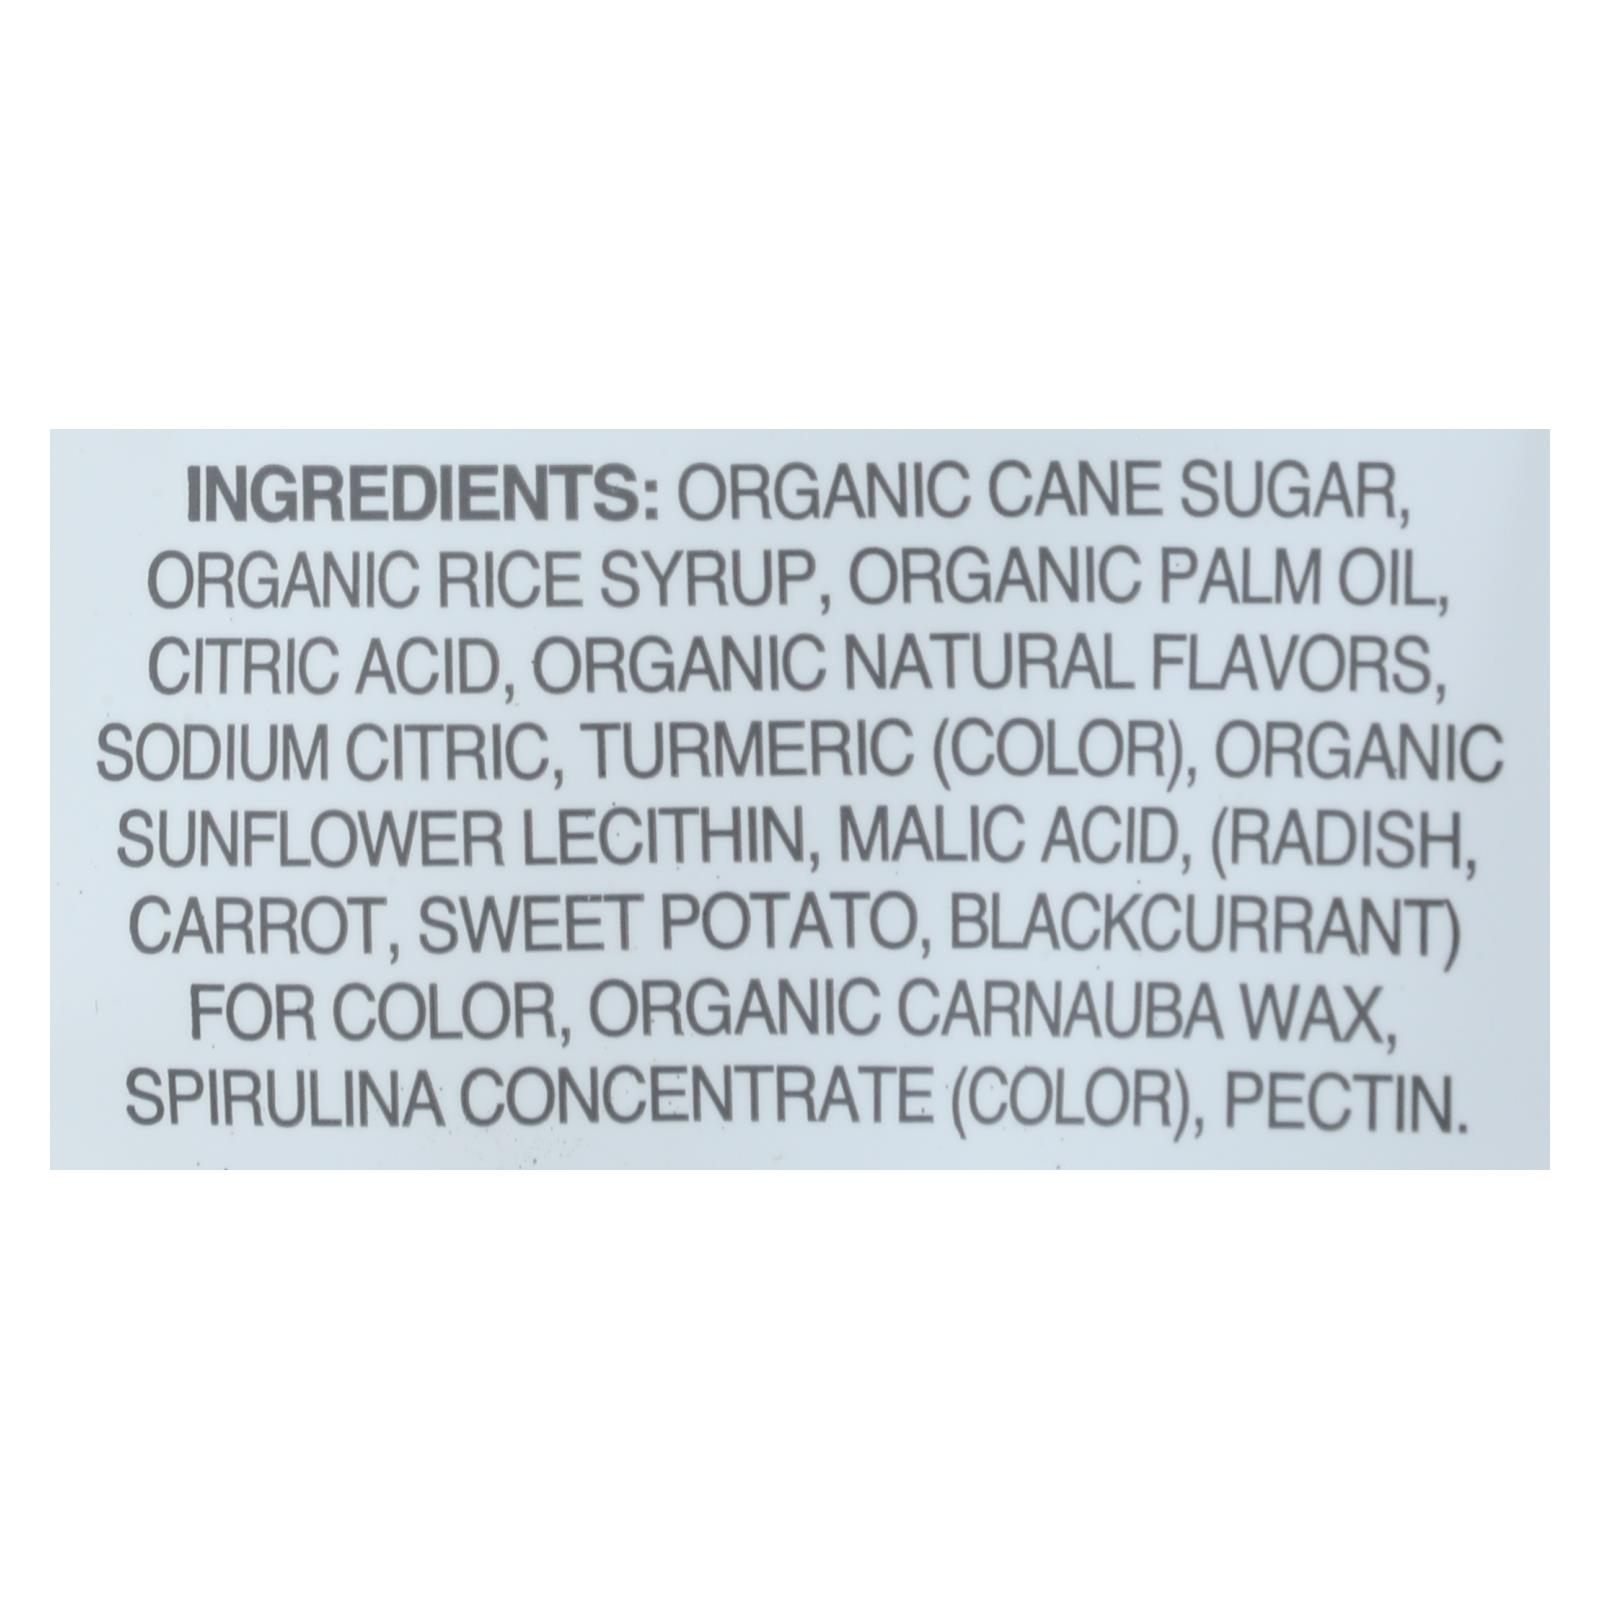 INGREDIENTS: ORGANIC CANE SUGAR,
ORGANIC RICE SYRUP, ORGANIC PALM OIL,
CITRIC ACID, ORGANIC NATURAL FLAVORS,
SODIUM CITRIC, TURMERIC (COLOR), ORGANIC
SUNFLOWER LECITHIN, MALIC ACID, (RADISH,
CARROT, SWEET POTATO, BLACKCURRANT)
FOR COLOR, ORGANIC CARNAUBA WAX,
SPIRULINA CONCENTRATE (COLOR), PECTIN.